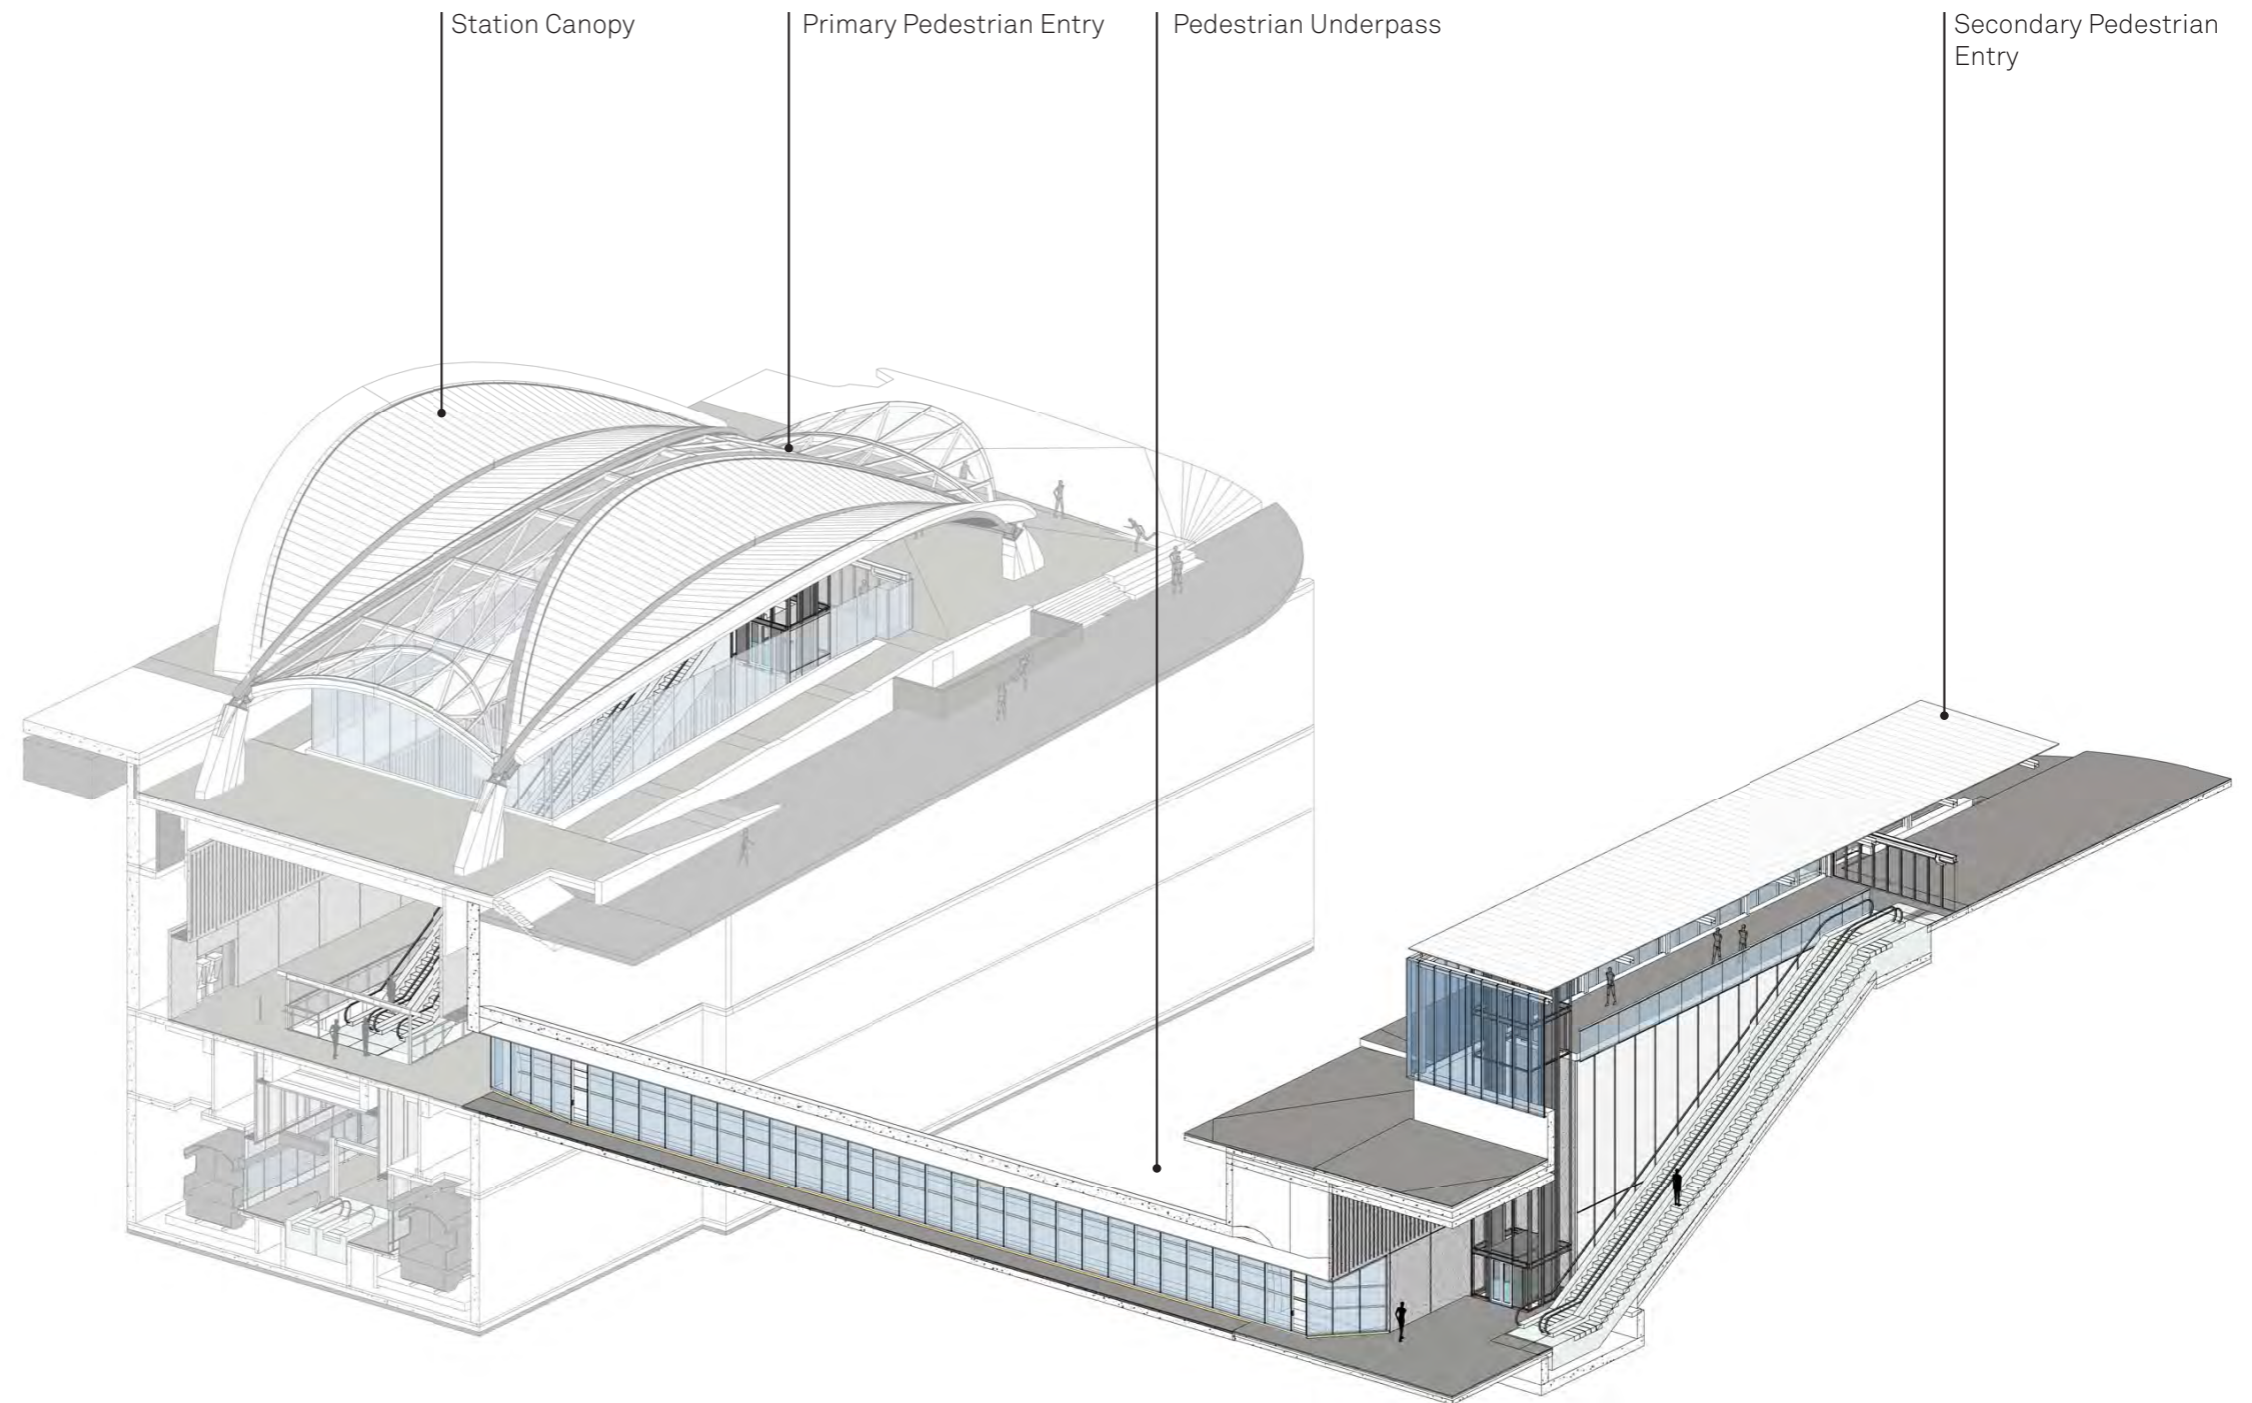 Station Canopy
Primary Pedestrian Entry
Pedestrian Underpass
Secondary Pedestrian
Entry